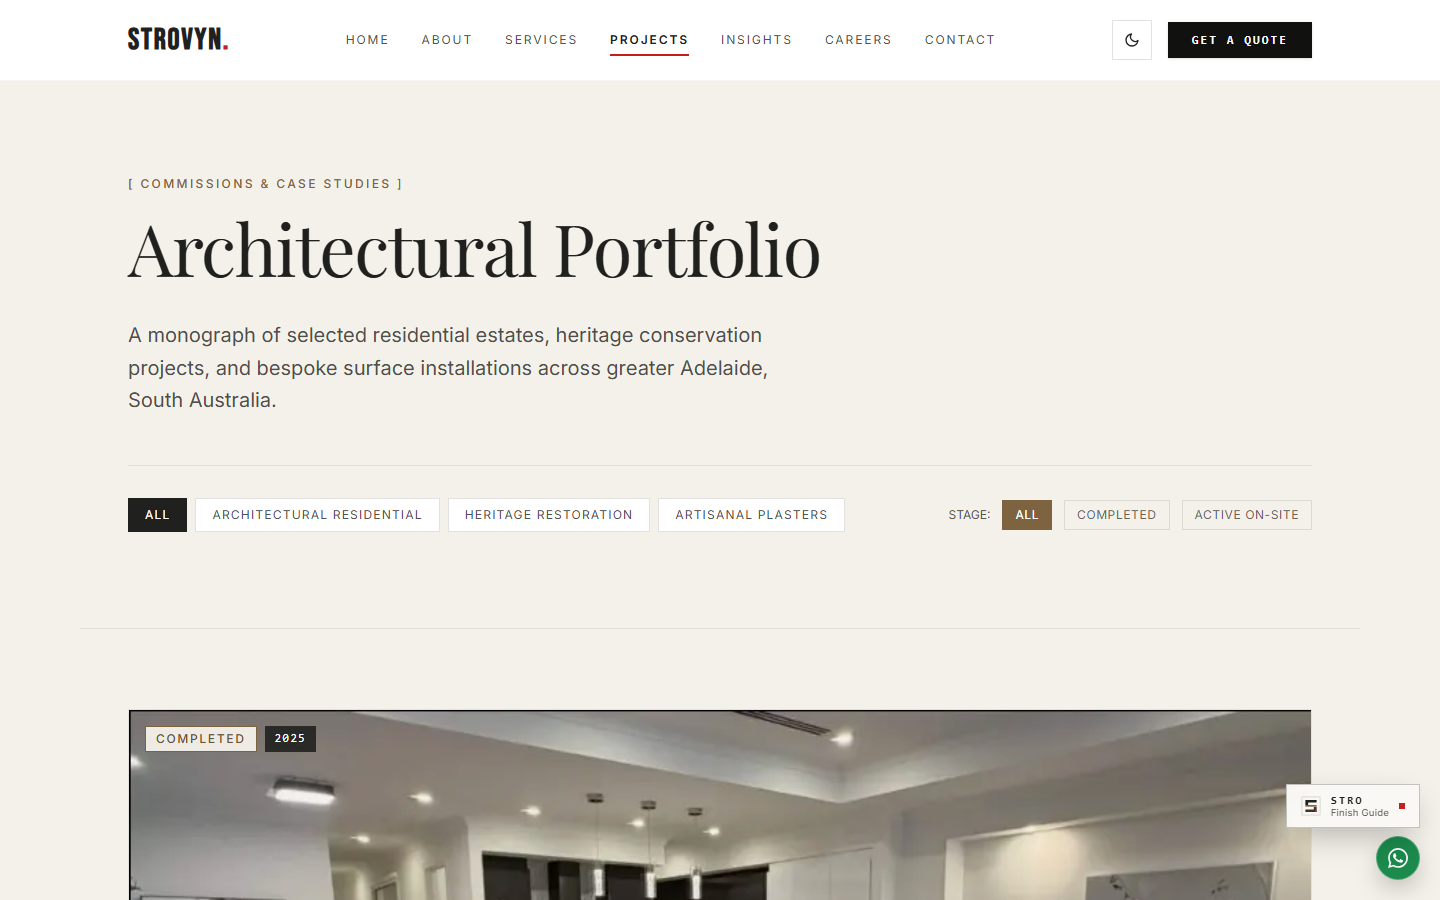 STROVYN.
HOME
ABOUT
SERVICES
PROJECTS
INSIGHTS
CAREERS
CONTACT
GET A QUOTE
[ COMMISSIONS & CASE STUDIES ]
Architectural Portfolio
A monograph of selected residential estates, heritage conservation
projects, and bespoke surface installations across greater Adelaide,
South Australia.
ALL
ARCHITECTURAL RESIDENTIAL
HERITAGE RESTORATION
ARTISANAL PLASTERS
STAGE:
ALL
COMPLETED
ACTIVE ON-SITE
COMPLETED
2025
STRO
Finish Guide